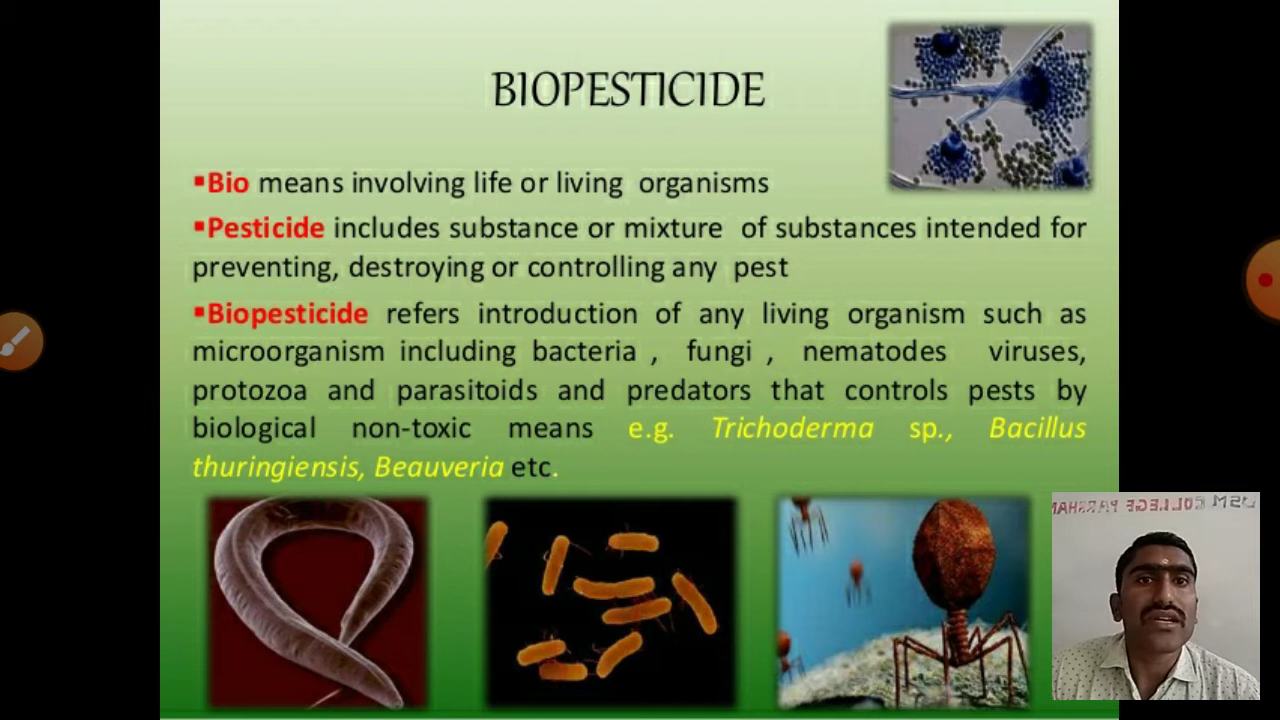 BIOPESTICIDE
▪Bio means involving life or living organisms
▪Pesticide includes substance or mixture of substances intended for
preventing, destroying or controlling any pest
▪Biopesticide refers introduction of any living organism such as
microorganism including bacteria , fungi , nematodes viruses,
protozoa and parasitoids and predators that controls pests by
biological non-toxic means e.g. Trichoderma sp., Bacillus
thuringiensis, Beauveria etc.
COLLEGE